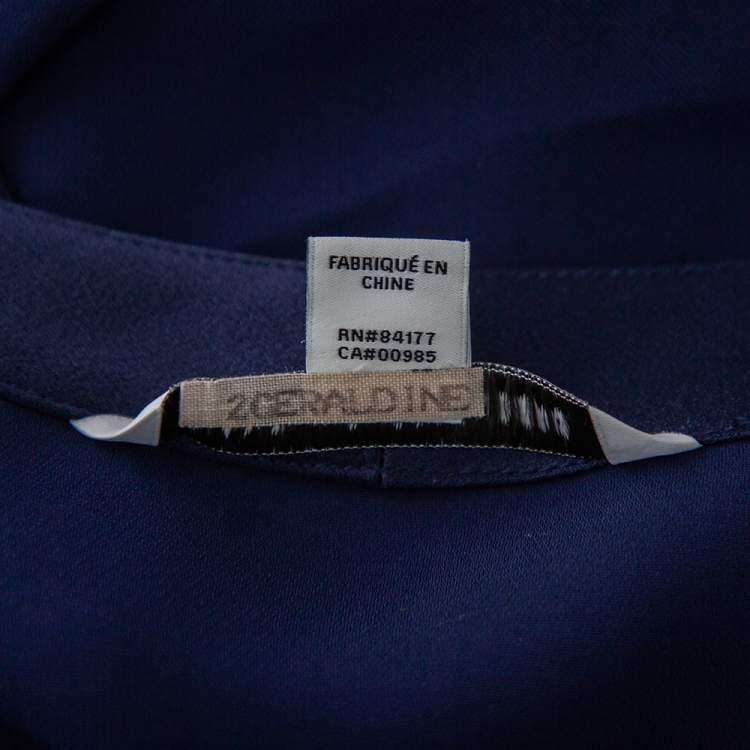 FABRIQUÉ EN
CHINE
RN#84177
CA#00985
2GERALDINE